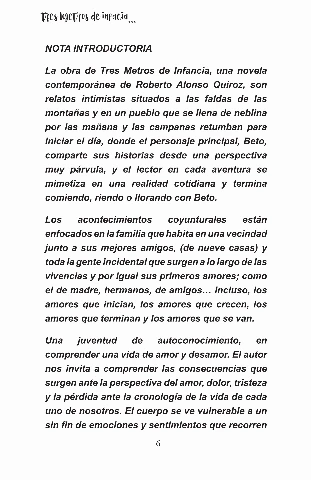 Tres Metros de infancia...
NOTA INTRODUCTORIA
La obra de Tres Metros de Infancia, una novela
contemporánea de Roberto Alonso Quiroz, son
relatos intimistas situados a las faldas de las
montañas y en un pueblo que se llena de neblina
por las mañana y las campanas retumban para
iniciar el día, donde el personaje principal, Beto,
comparte sus historias desde una perspectiva
muy párvula, y el lector en cada aventura se
mimetiza en una realidad cotidiana y termina
comiendo, riendo o llorando con Beto.
Los acontecimientos coyunturales están
enfocados en la familia que habita en una vecindad
junto a sus mejores amigos, (de nueve casas) y
toda la gente incidental que surgen a lo largo de las
vivencias y por igual sus primeros amores; como
el de madre, hermanos, de amigos... Incluso, los
amores que inician, los amores que crecen, los
amores que terminan y los amores que se van.
Una juventud de autoconocimiento, en
comprender una vida de amor y desamor. El autor
nos invita a comprender las consecuencias que
surgen ante la perspectiva del amor, dolor, tristeza
y la pérdida ante la cronología de la vida de cada
uno de nosotros. El cuerpo se ve vulnerable a un
sin fin de emociones y sentimientos que recorren
6